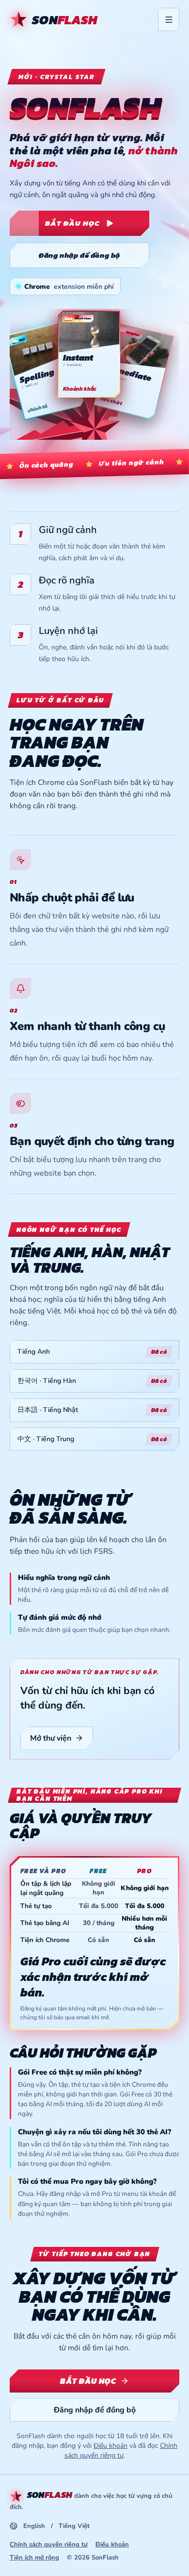 SONFLASH
MỚI · CRYSTAL STAR
SONFLASH
Phá vỡ giới hạn từ vựng. Mỗi
thẻ là một viên pha lê, nở thành
Ngôi sao.
Xây dựng vốn từ tiếng Anh có thể dùng khi cần với
ngữ cảnh, ôn ngắt quãng và ghi nhớ chủ động.
BẮT ĐẦU HỌC
Đăng nhập để đồng bộ
Chrome extension miễn phí
Spelling
chính tả
Instant
Khoảnh khắc
mediate
Ôn cách quãng
Ưu tiên ngữ cảnh
1
Giữ ngữ cảnh
Biến một từ hoặc đoạn văn thành thẻ kèm
nghĩa, cách phát âm và ví dụ.
2
Đọc rõ nghĩa
Xem từ bằng lời giải thích dễ hiểu trước khi tự
nhớ lại.
3
Luyện nhớ lại
Ôn, nghe, đánh vần hoặc nói khi đó là bước
tiếp theo hữu ích.
LƯU TỪ Ở BẤT CỨ ĐÂU
HỌC NGAY TRÊN
TRANG BẠN
ĐANG ĐỌC.
Tiện ích Chrome của SonFlash biến bất kỳ từ hay
đoạn văn nào bạn bôi đen thành thẻ ghi nhớ mà
không cần rời trang.
01
Nhấp chuột phải để lưu
Bôi đen chữ trên bất kỳ website nào, rồi lưu
thẳng vào thư viện thành thẻ ghi nhớ kèm ngữ
cảnh.
02
Xem nhanh từ thanh công cụ
Mở biểu tượng tiện ích để xem có bao nhiêu thẻ
đến hạn ôn, rồi quay lại buổi học hôm nay.
03
Bạn quyết định cho từng trang
Chỉ bật biểu tượng lưu nhanh trên trang cho
những website bạn chọn.
NGÔN NGỮ BẠN CÓ THỂ HỌC
TIẾNG ANH, HÀN, NHẬT
VÀ TRUNG.
Chọn một trong bốn ngôn ngữ này để bắt đầu
khoá học; nghĩa của từ hiển thị bằng tiếng Anh
hoặc tiếng Việt. Mỗi khoá học có bộ thẻ và tiến độ
riêng.
Tiếng Anh
Đã có
한국어 · Tiếng Hàn
Đã có
日本語 · Tiếng Nhật
Đã có
中文 · Tiếng Trung
Đã có
ÔN NHỮNG TỪ
ĐÃ SẴN SÀNG.
Phản hồi của bạn giúp lên kế hoạch cho lần ôn
tiếp theo hữu ích với lịch FSRS.
Hiểu nghĩa trong ngữ cảnh
Một thẻ rõ ràng giúp mỗi từ có đủ chỗ để trở nên dễ
hiểu.
Tự đánh giá mức độ nhớ
Bốn mức đánh giá quen thuộc giúp bạn chọn nhanh.
DÀNH CHO NHỮNG TỪ BẠN THỰC SỰ GẶP.
Vốn từ chỉ hữu ích khi bạn có
thể dùng đến.
Mở thư viện
BẮT ĐẦU MIỄN PHÍ, NÂNG CẤP PRO KHI
BẠN CẦN THÊM
GIÁ VÀ QUYỀN TRUY
CẬP
FREE VÀ PRO FREE PRO
Ôn tập & lịch lặp lại ngắt quãng Không giới hạn Không giới hạn
Thẻ tự tạo Tối đa 5.000 Tối đa 5.000
Thẻ tạo bằng AI 30 / tháng Nhiều hơn mỗi tháng
Tiện ích Chrome Có sẵn Có sẵn
Giá Pro cuối cùng sẽ được
xác nhận trước khi mở
bán.
Đăng ký quan tâm không mất phí. Hiện chưa mở bán —
chúng tôi sẽ báo qua email khi mở.
CÂU HỎI THƯỜNG GẶP
Gói Free có thật sự miễn phí không?
Đúng vậy. Ôn tập, thẻ tự tạo và tiện ích Chrome đều
miễn phí, không giới hạn thời gian. Gói Free có 30 thẻ
tạo bằng AI mỗi tháng, tối đa 20 lượt dùng AI mỗi
ngày.
Chuyện gì xảy ra nếu tôi dùng hết 30 thẻ AI?
Bạn vẫn có thể ôn tập và tự thêm thẻ. Tính năng tạo
thẻ bằng AI sẽ mở lại vào tháng sau. Gói Pro chưa được
bán trong giai đoạn thử nghiệm.
Tôi có thể mua Pro ngay bây giờ không?
Chưa. Hãy đăng nhập và mở Pro từ menu tài khoản để
đăng ký quan tâm — bạn không bị tính phí trong giai
đoạn thử nghiệm.
TỪ TIẾP THEO ĐANG CHỜ BẠN
XÂY DỰNG VỐN TỪ
BẠN CÓ THỂ DÙNG
NGAY KHI CẦN.
Bắt đầu với các thẻ cần ôn hôm nay, rồi giúp mỗi
từ mới dễ tìm lại hơn.
BẮT ĐẦU HỌC
Đăng nhập để đồng bộ
SonFlash dành cho người học từ 18 tuổi trở lên. Khi
đăng nhập, bạn đồng ý với Điều khoản và đã đọc Chính
sách quyền riêng tư.
SONFLASH dành cho việc học từ vựng có chủ
đích.
English / Tiếng Việt
Chính sách quyền riêng tư Điều khoản
Tiện ích mở rộng © 2026 SonFlash